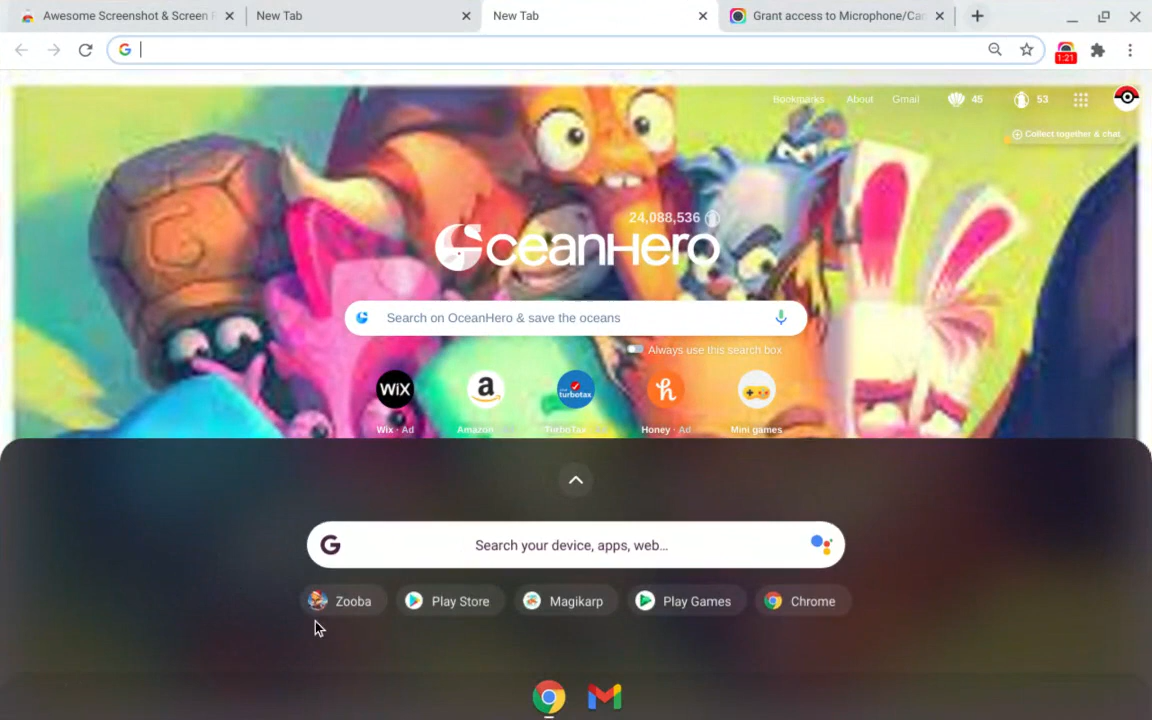 Awesome Screenshot & Screen
New Tab
New Tab
Grant access to Microphone/Ca
1:21
Bookmarks About Gmail 45 53
Collect together & chat
24,088,536
OceanHero
Search on OceanHero & save the oceans
Always use this search box
WiX
a
turbotax
h
Wix · Ad
Amazon
TurboTax
Honey · Ad
Mini games
Search your device, apps, web...
Zooba
Play Store
Magikarp
Play Games
Chrome